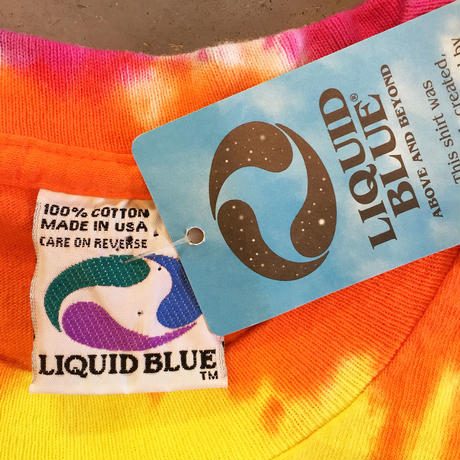 100% COTTON
MADE IN USA
CARE ON REVERSE
LIQUID BLUE
TM
LIQUID
BLUE®
ABOVE AND BEYOND
This shirt was
created,
by